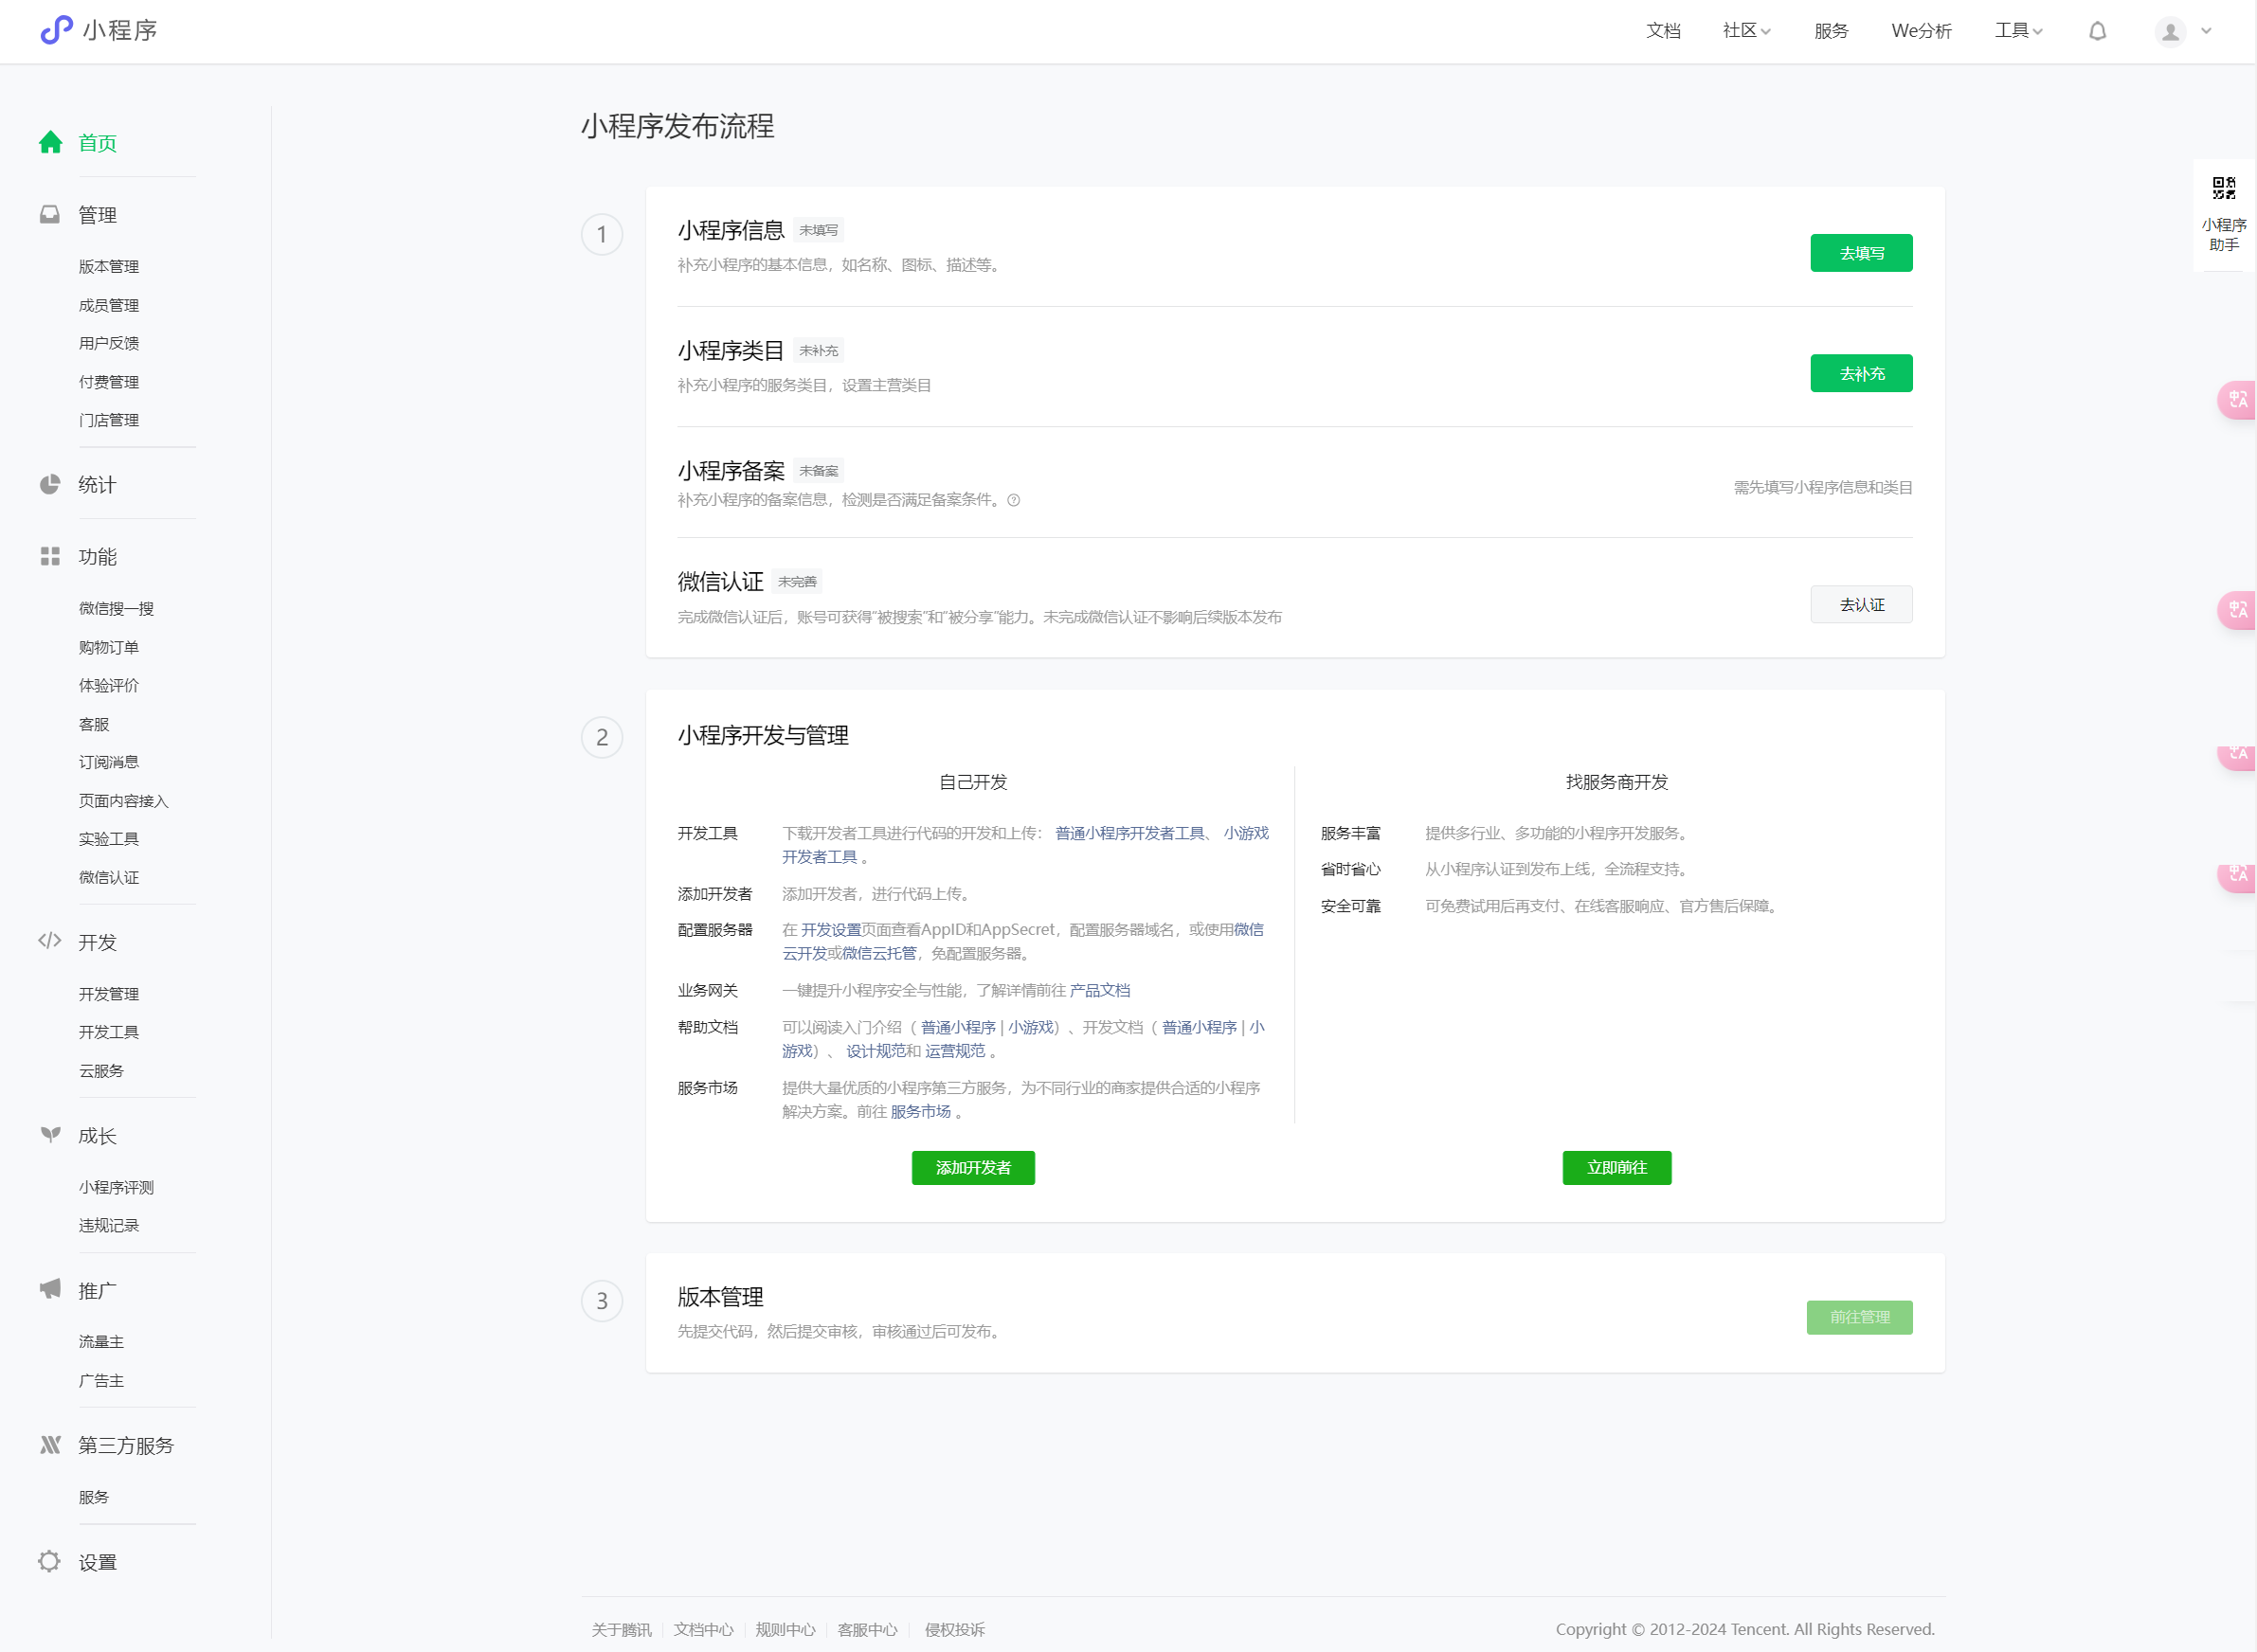 小程序
文档
社区
服务
We分析
工具
首页
管理
版本管理
成员管理
用户反馈
付费管理
门店管理
统计
功能
微信搜一搜
购物订单
体验评价
客服
订阅消息
页面内容接入
实验工具
微信认证
开发
开发管理
开发工具
云服务
成长
小程序评测
违规记录
推广
流量主
广告主
第三方服务
服务
设置
小程序发布流程
1
小程序信息 未填写
补充小程序的基本信息，如名称、图标、描述等。
去填写
小程序类目 未补充
补充小程序的服务类目，设置主营类目
去补充
小程序备案 未备案
补充小程序的备案信息，检测是否满足备案条件。
需先填写小程序信息和类目
微信认证 未完善
完成微信认证后，账号可获得“被搜索”和“被分享”能力。未完成微信认证不影响后续版本发布
去认证
2
小程序开发与管理
自己开发
开发工具 下载开发者工具进行代码的开发和上传： 普通小程序开发者工具、 小游戏
开发者工具 。
添加开发者 添加开发者，进行代码上传。
配置服务器 在 开发设置页面查看AppID和AppSecret，配置服务器域名，或使用微信
云开发或微信云托管，免配置服务器。
业务网关 一键提升小程序安全与性能，了解详情前往 产品文档
帮助文档 可以阅读入门介绍（ 普通小程序 | 小游戏）、开发文档（ 普通小程序 | 小
游戏）、 设计规范和 运营规范 。
服务市场 提供大量优质的小程序第三方服务，为不同行业的商家提供合适的小程序
解决方案。前往 服务市场 。
添加开发者
找服务商开发
服务丰富 提供多行业、多功能的小程序开发服务。
省时省心 从小程序认证到发布上线，全流程支持。
安全可靠 可免费试用后再支付、在线客服响应、官方售后保障。
立即前往
3
版本管理
先提交代码，然后提交审核，审核通过后可发布。
前往管理
小程序
助手
中A
中A
中A
中A
关于腾讯 文档中心 规则中心 客服中心 侵权投诉
Copyright © 2012-2024 Tencent. All Rights Reserved.